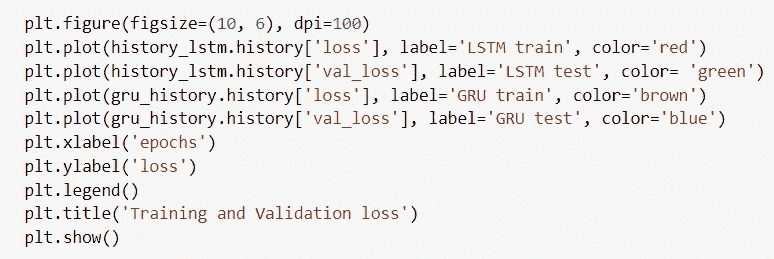 plt.figure(figsize=(10, 6), dpi=100)
plt.plot(history_lstm.history['loss'], label='LSTM train', color='red')
plt.plot(history_lstm.history['val_loss'], label='LSTM test', color= 'green')
plt.plot(gru_history.history['loss'], label='GRU train', color='brown')
plt.plot(gru_history.history['val_loss'], label='GRU test', color='blue')
plt.xlabel('epochs')
plt.ylabel('loss')
plt.legend()
plt.title('Training and Validation loss')
plt.show()